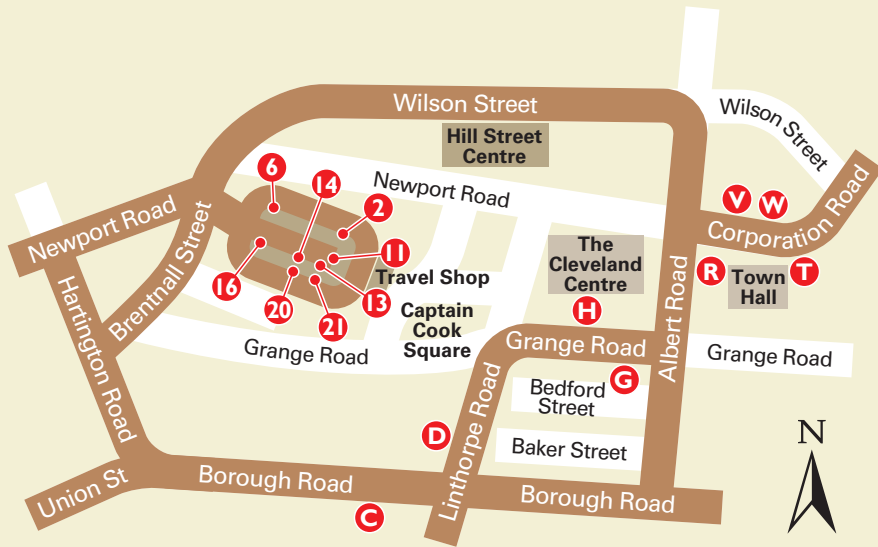 Wilson Street
Wilson
Street
Hill Street
Centre
6
14
2
Newport Road
V
W
Corporation Road
Newport Road
Brentnall Street
11
16
20
21
13
Travel Shop
The
Cleveland
Centre
H
R
Town
Hall
T
Captain
Cook
Square
Hartington Road
Grange Road
Grange Road
Albert Road
Grange Road
G
Bedford
Street
Linthorpe Road
D
Baker Street
N
Union St
Borough Road
Borough Road
C